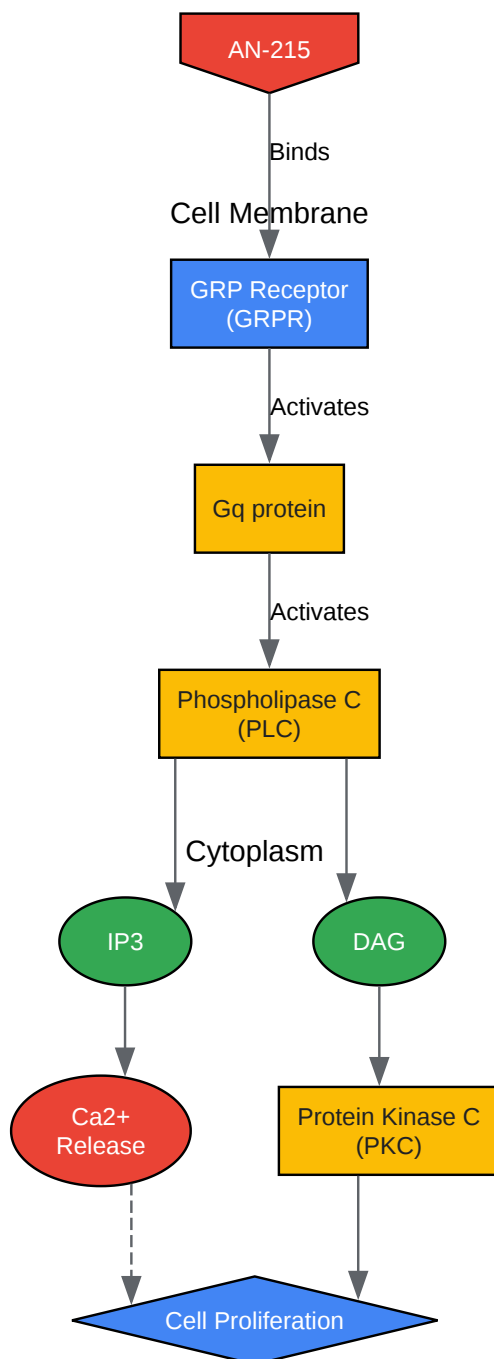 AN-215
Binds
Cell Membrane
GRP Receptor
(GRPR)
Activates
Gq protein
Activates
Phospholipase C
(PLC)
Cytoplasm
IP3
DAG
Ca2+
Release
Protein Kinase C
(PKC)
Cell Proliferation